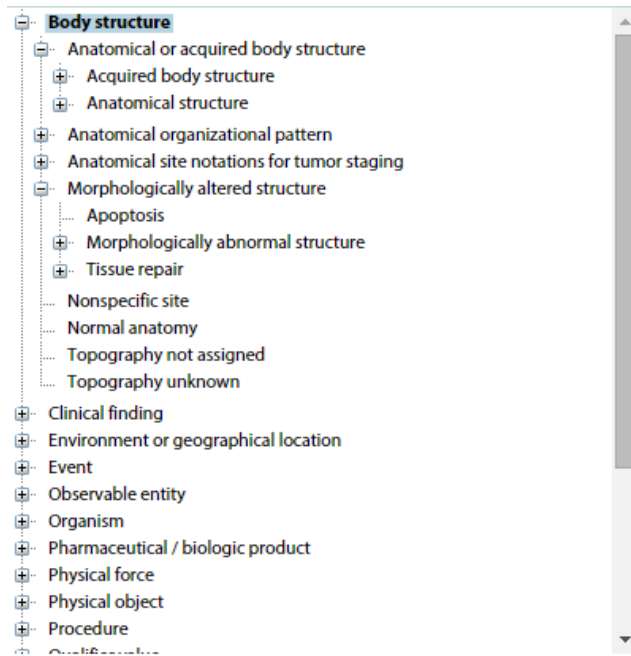 Body structure
Anatomical or acquired body structure
Acquired body structure
Anatomical structure
Anatomical organizational pattern
Anatomical site notations for tumor staging
Morphologically altered structure
Apoptosis
Morphologically abnormal structure
Tissue repair
Nonspecific site
Normal anatomy
Topography not assigned
Topography unknown
Clinical finding
Environment or geographical location
Event
Observable entity
Organism
Pharmaceutical / biologic product
Physical force
Physical object
Procedure